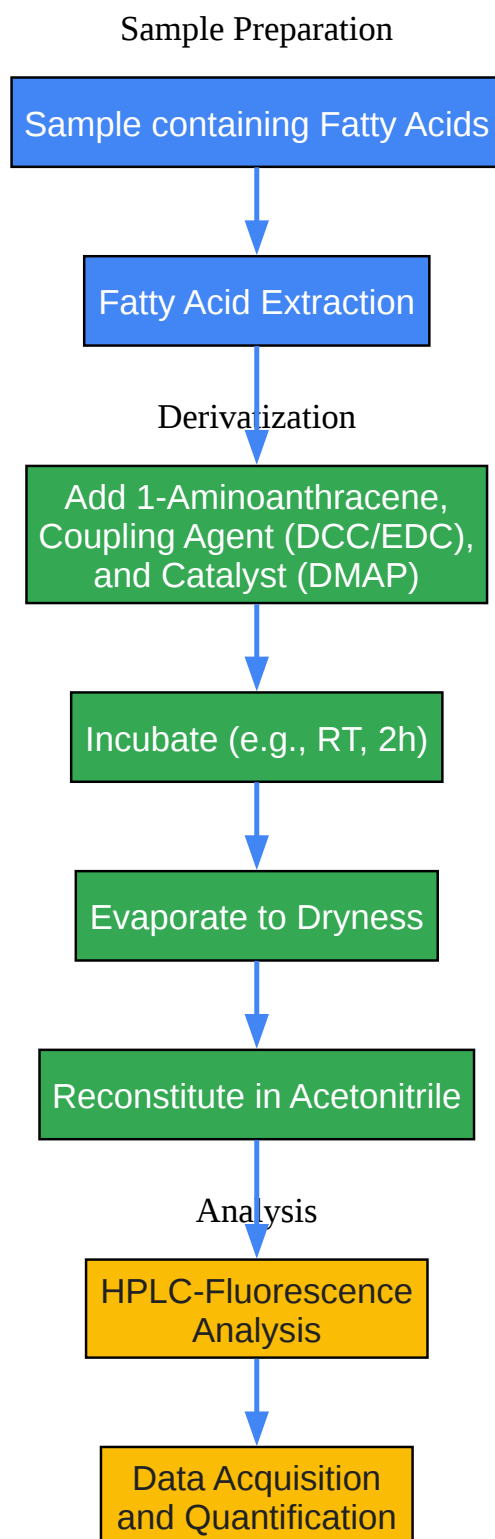 Sample Preparation
Sample containing Fatty Acids
Fatty Acid Extraction
Derivatization
Add 1-Aminoanthracene,
Coupling Agent (DCC/EDC),
and Catalyst (DMAP)
Incubate (e.g., RT, 2h)
Evaporate to Dryness
Reconstitute in Acetonitrile
Analysis
HPLC-Fluorescence
Analysis
Data Acquisition
and Quantification